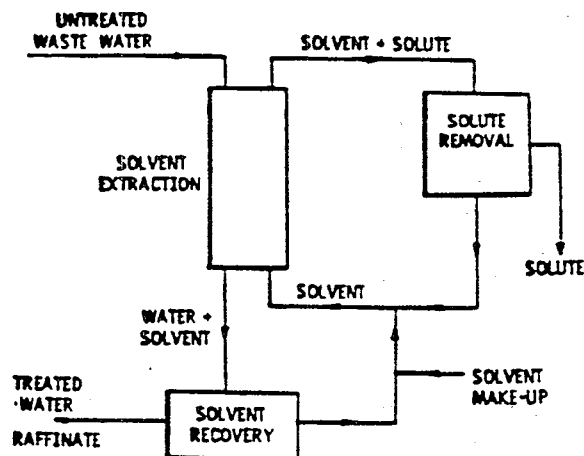 UNTREATED
WASTE WATER
SOLVENT + SOLUTE
SOLUTE
REMOVAL
SOLVENT
EXTRACTION
SOLUTE
SOLVENT
WATER +
SOLVENT
SOLVENT
MAKE-UP
TREATED
WATER
RAFFINATE
SOLVENT
RECOVERY